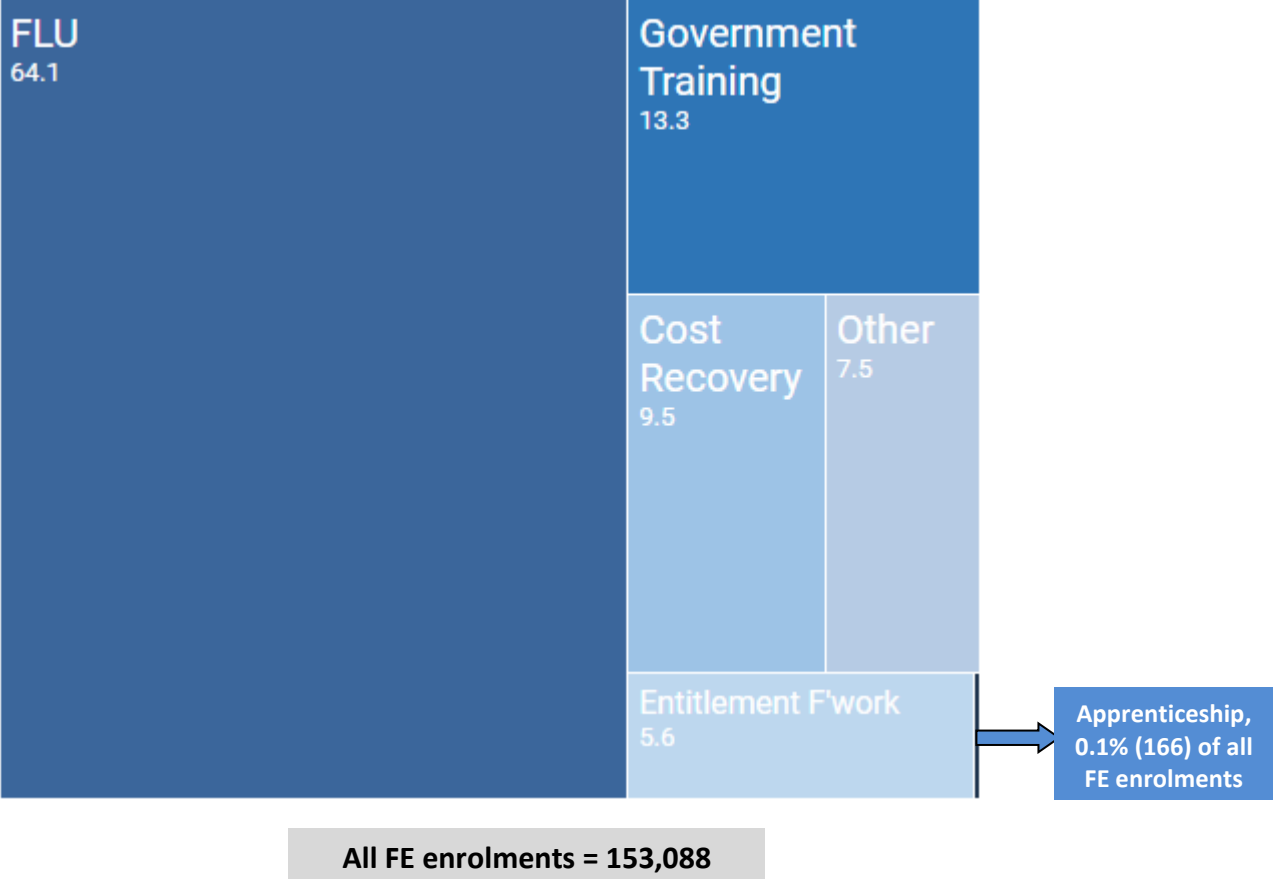 FLU
64.1
Government
Training
13.3
Cost
Recovery
9.5
Other
7.5
Entitlement F'work
5.6
Apprenticeship,
0.1% (166) of all
FE enrolments
All FE enrolments = 153,088